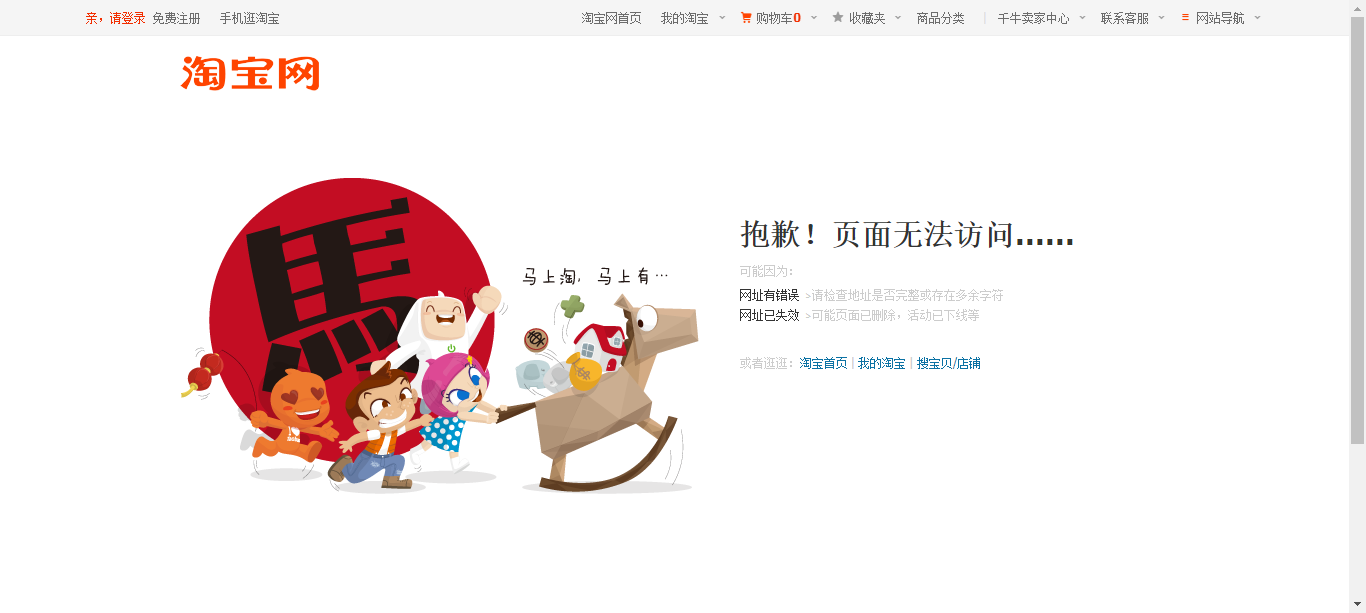 亲，请登录 免费注册 手机逛淘宝 淘宝网首页 我的淘宝 购物车0 收藏夹 商品分类 | 千牛卖家中心 联系客服 网站导航
淘宝网
馬
马上淘，马上有…
抱歉！页面无法访问......
可能因为：
网址有错误 >请检查地址是否完整或存在多余字符
网址已失效 >可能页面已删除，活动已下线等
或者逛逛：淘宝首页 | 我的淘宝 | 搜宝贝/店铺